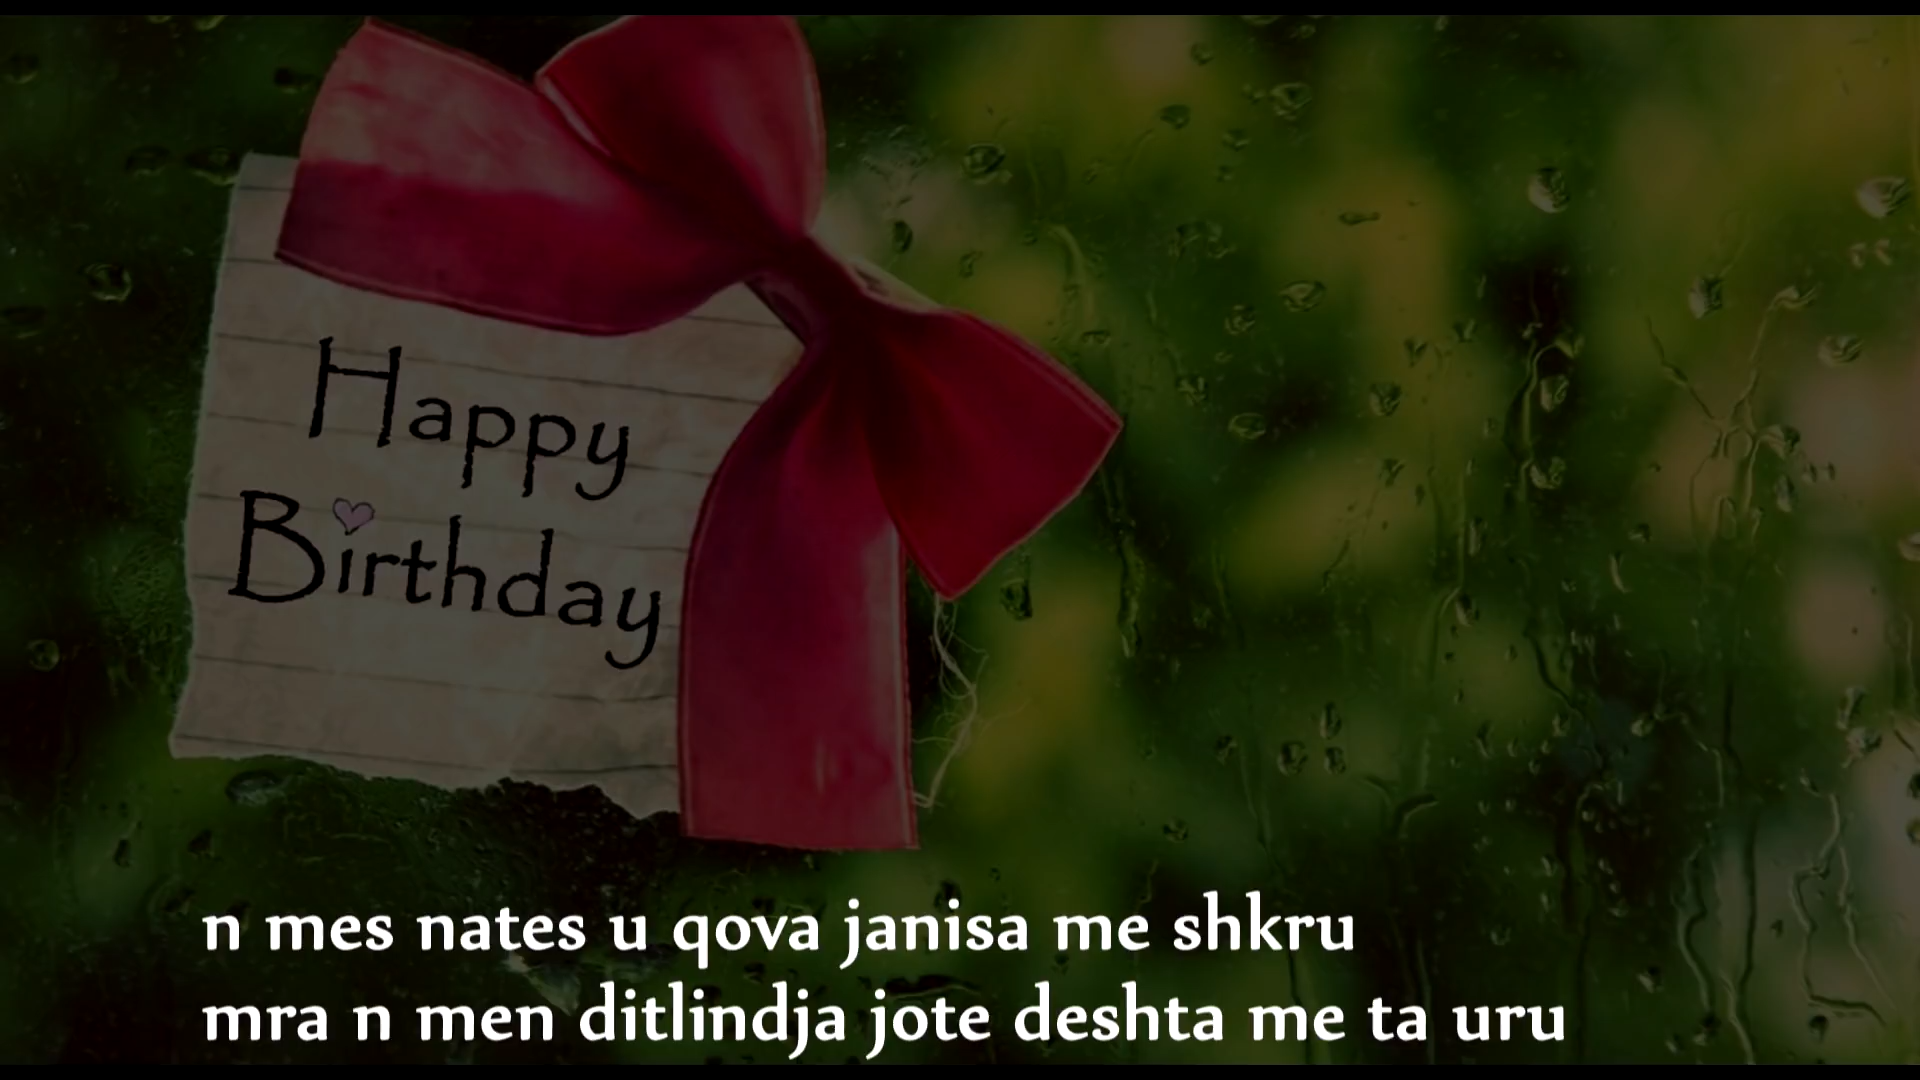 Happy
Birthday
n mes nates u qova janisa me shkru
mra n men ditlindja jote deshta me ta uru